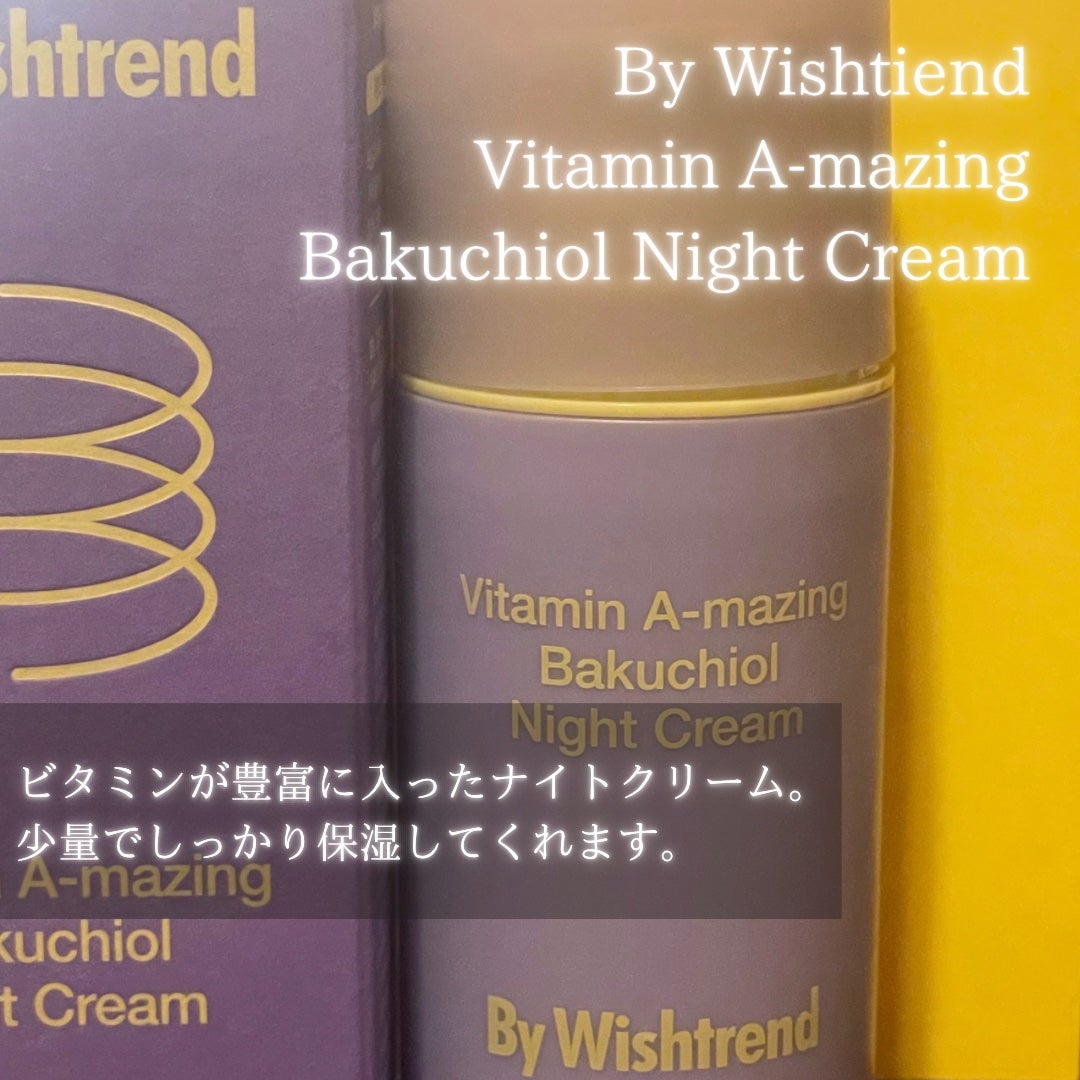 shtrend
By Wishtiend
Vitamin A-mazing
Bakuchiol Night Cream
Vitamin A-mazing
Bakuchiol
Night Cream
ビタミンが豊富に入ったナイトクリーム。
少量でしっかり保湿してくれます。
A-mazing
kuchiol
t Cream
By Wishtrend